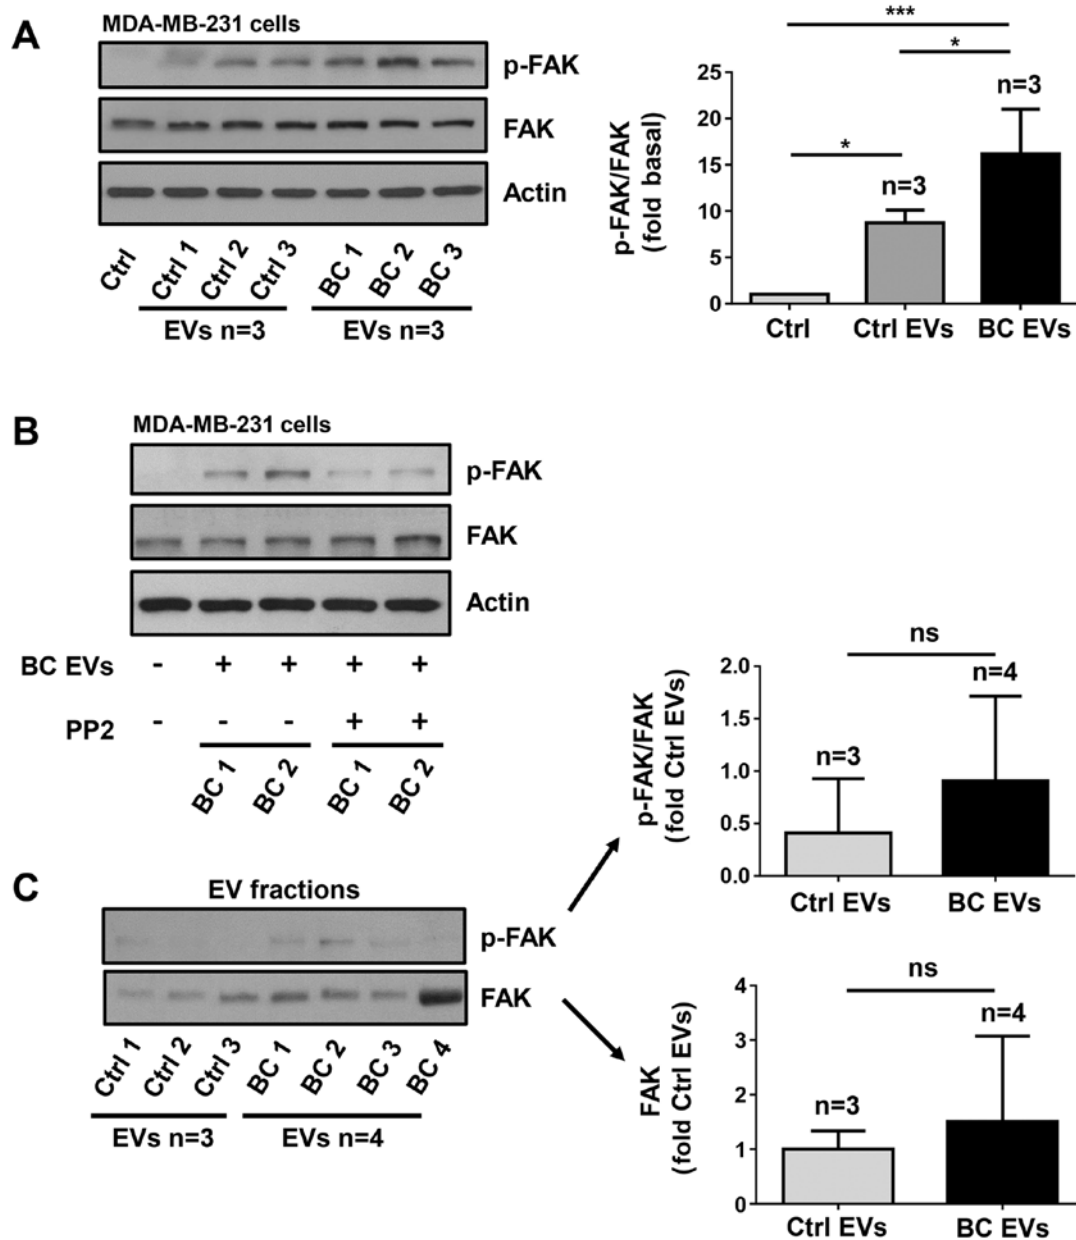 A
MDA-MB-231 cells
p-FAK
FAK
Actin
Ctrl
Ctrl 1
Ctrl 2
Ctrl 3
BC 1
BC 2
BC 3
EVs n=3
EVs n=3
p-FAK/FAK
(fold basal)
25
20
15
10
5
0
***
*
*
n=3
n=3
Ctrl
Ctrl EVs
BC EVs
B
MDA-MB-231 cells
p-FAK
FAK
Actin
BC EVs - + + + +
PP2 - - - + +
BC 1
BC 2
BC 1
BC 2
C
EV fractions
p-FAK
FAK
Ctrl 1
Ctrl 2
Ctrl 3
BC 1
BC 2
BC 3
BC 4
EVs n=3
EVs n=4
p-FAK/FAK
(fold Ctrl EVs)
2.0
1.5
1.0
0.5
0.0
ns
n=3
n=4
Ctrl EVs
BC EVs
FAK
(fold Ctrl EVs)
4
3
2
1
0
ns
n=3
n=4
Ctrl EVs
BC EVs